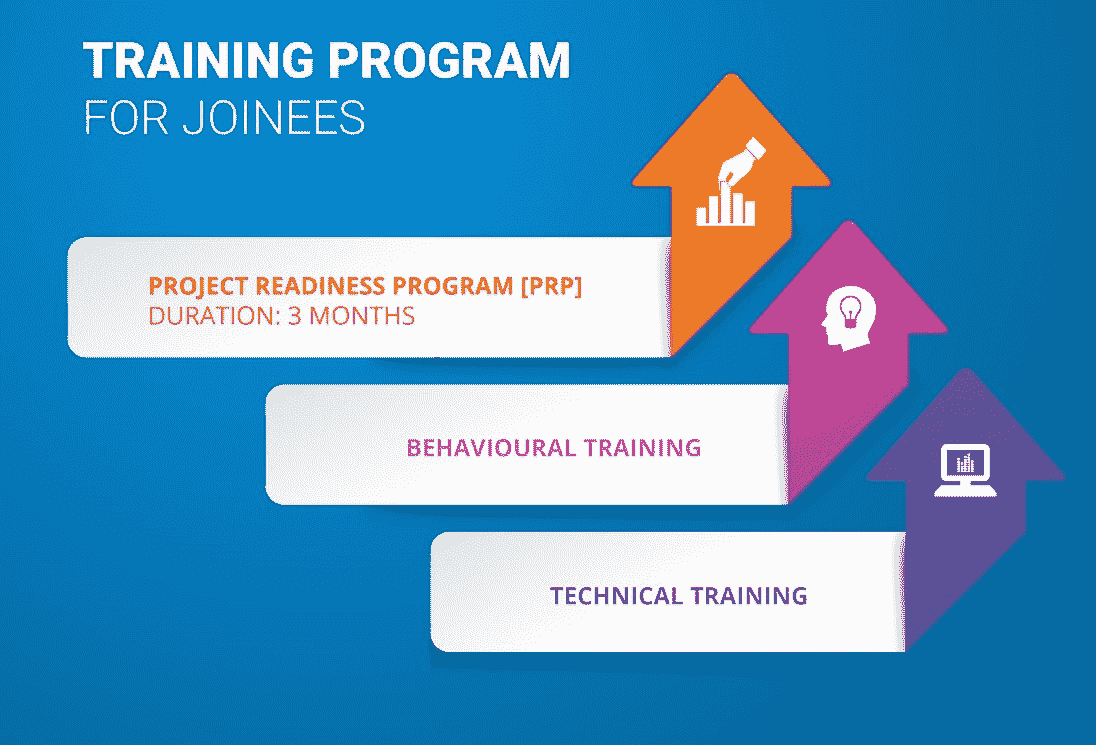 TRAINING PROGRAM
FOR JOINEES
PROJECT READINESS PROGRAM [PRP]
DURATION: 3 MONTHS
BEHAVIOURAL TRAINING
TECHNICAL TRAINING